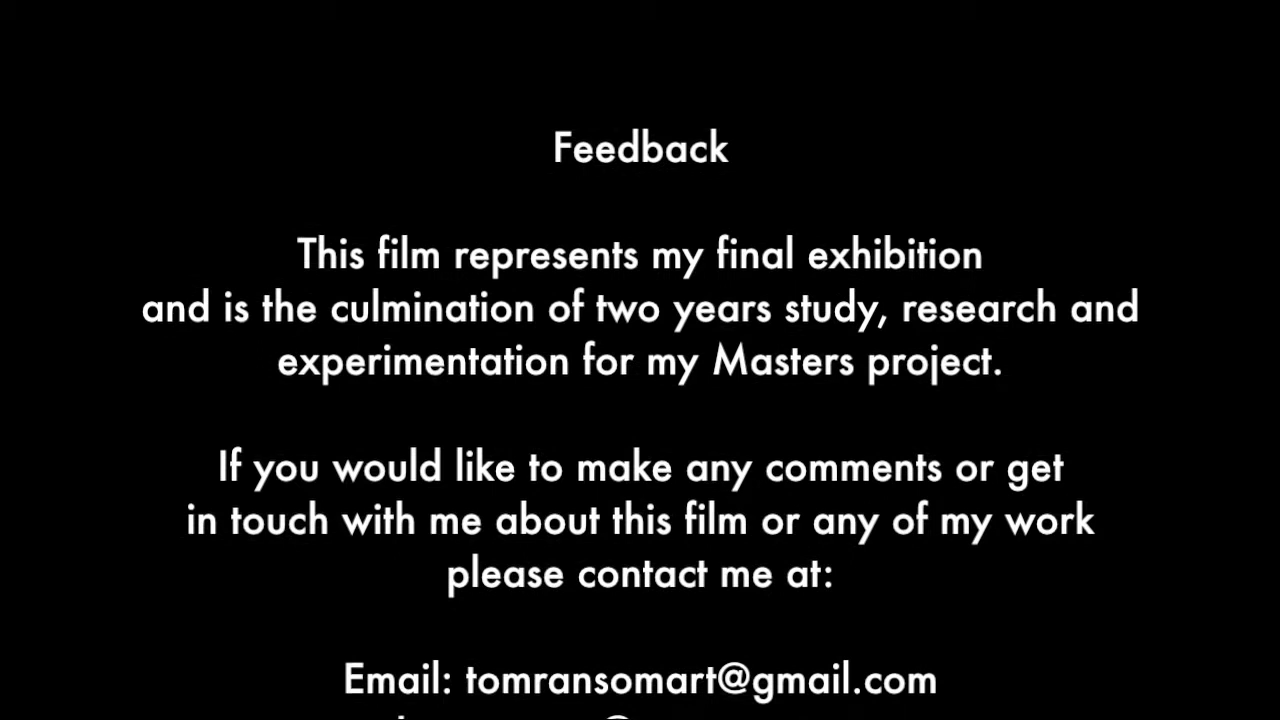 Feedback
This film represents my final exhibition
and is the culmination of two years study, research and
experimentation for my Masters project.
If you would like to make any comments or get
in touch with me about this film or any of my work
please contact me at:
Email: tomransomart@gmail.com